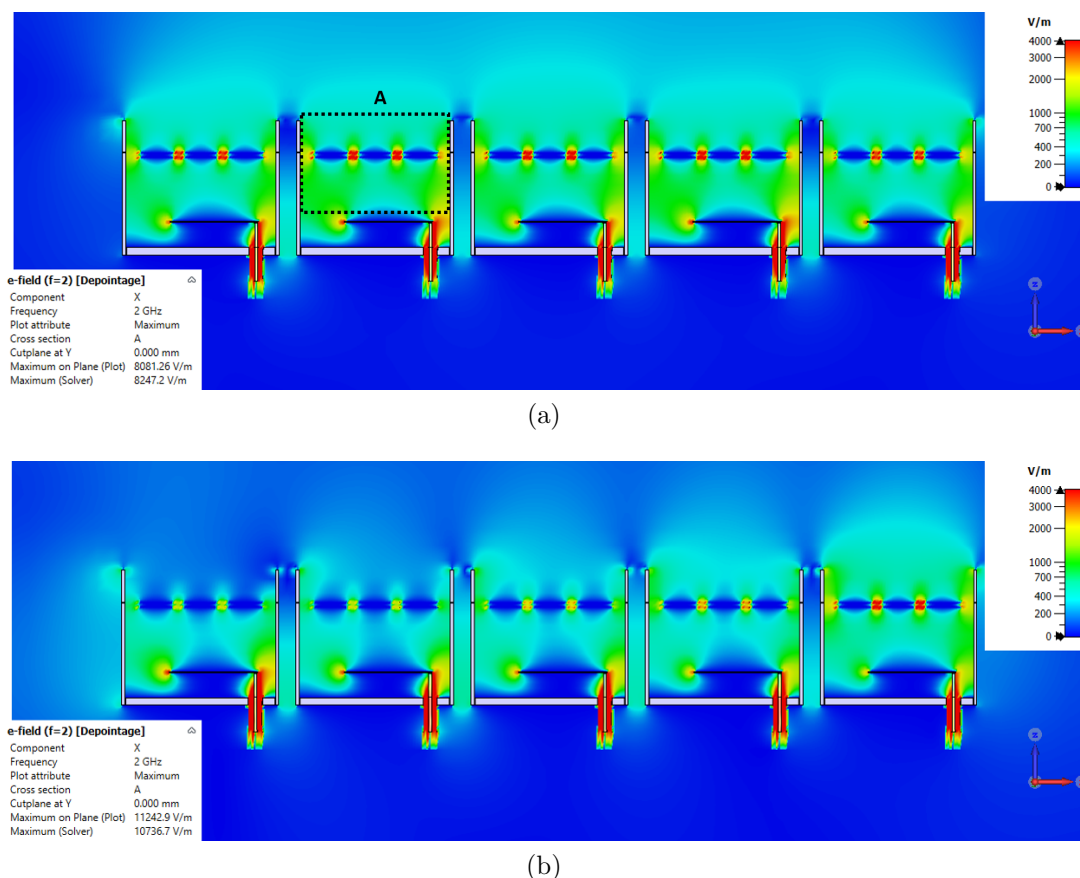 V/m
4000
2000
1000
700
400
200
0
A
e-field (f=2) [Depointage]
Component X
Frequency 2 GHz
Plot attribute Maximum
Cross section A
Cutplane at Y 0.000 mm
Maximum on Plane (Plot) 8081.26 V/m
Maximum (Solver) 8247.2 V/m
(a)
V/m
4000
2000
1000
700
400
200
0
e-field (f=2) [Depointage]
Component X
Frequency 2 GHz
Plot attribute Maximum
Cross section A
Cutplane at Y 0.000 mm
Maximum on Plane (Plot) 11242.9 V/m
Maximum (Solver) 10736.7 V/m
(b)